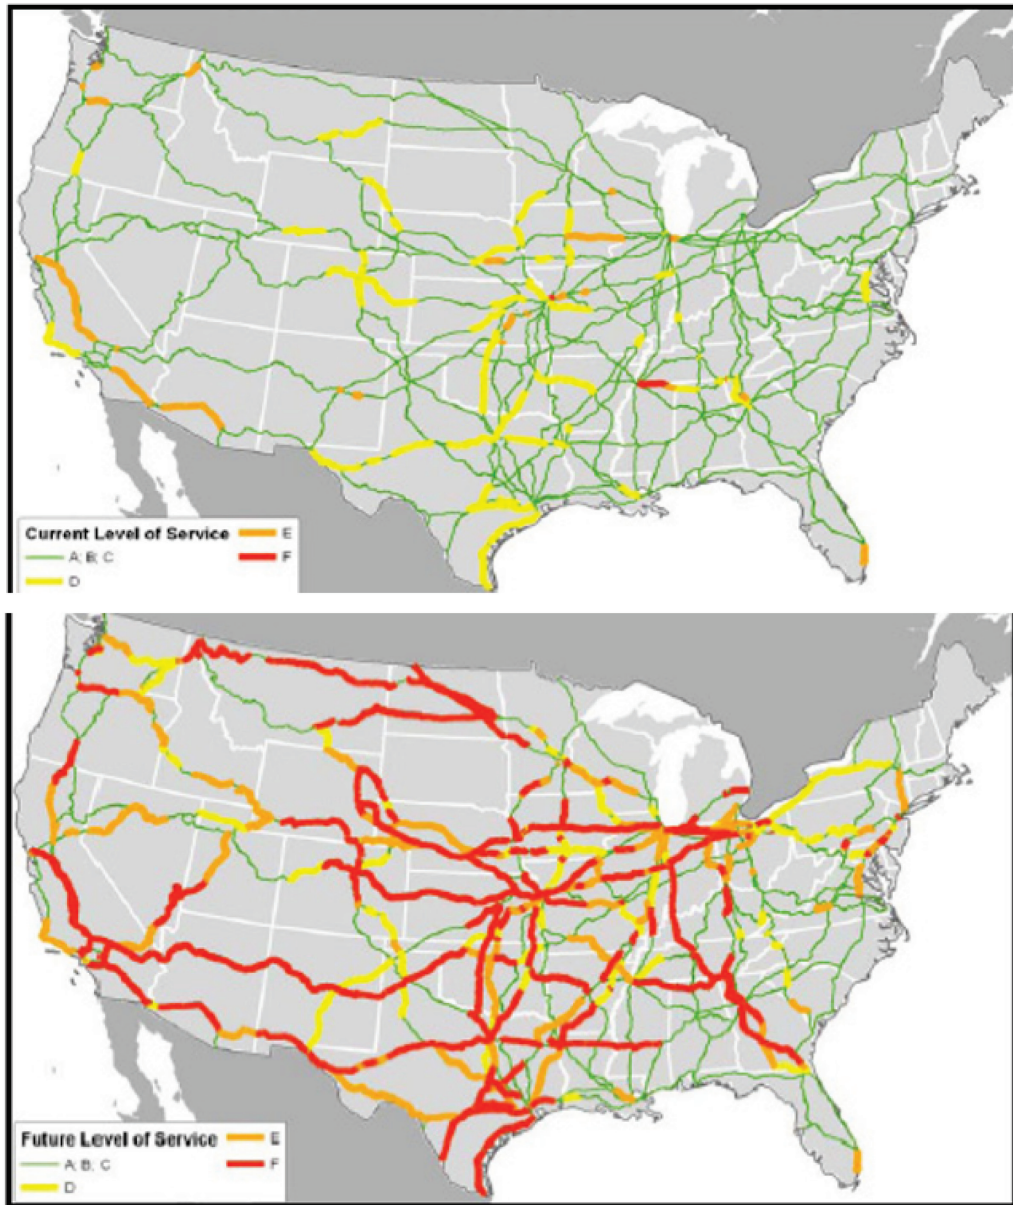 Current Level of Service
E
A; B; C
F
D
Future Level of Service
E
A; B; C
F
D